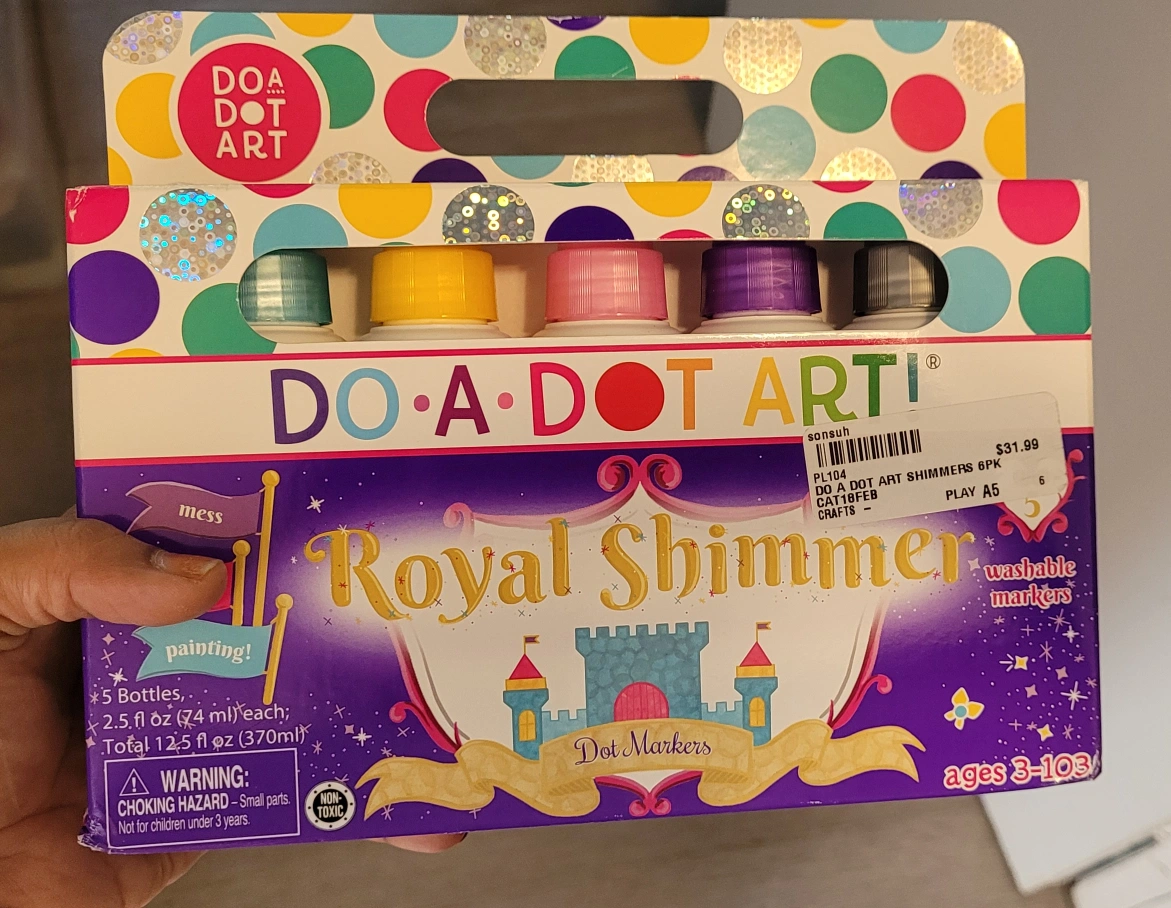 DO A
DOT
ART
DO•A•DOT ART!®
sonsuh
$31.99
PL104
DO A DOT ART SHIMMERS 6PK
CAT18FEB
PLAY A5
6
CRAFTS -
5
mess
Royal Shimmer
washable
markers
painting!
5 Bottles,
2.5 fl oz (74 ml) each;
Total 12.5 fl oz (370ml)
Dot Markers
WARNING:
CHOKING HAZARD – Small parts.
Not for children under 3 years.
NON-
TOXIC
ages 3-103